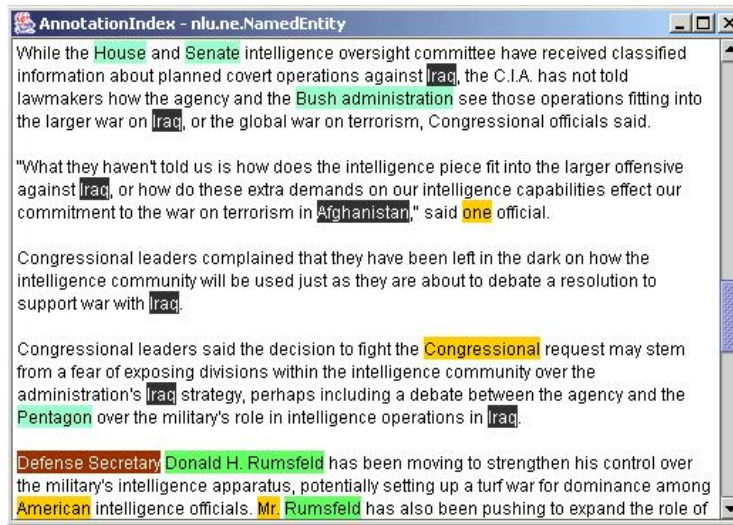 AnnotationIndex - nlu.ne.NamedEntity
While the House and Senate intelligence oversight committee have received classified
information about planned covert operations against Iraq, the C.I.A. has not told
lawmakers how the agency and the Bush administration see those operations fitting into
the larger war on Iraq, or the global war on terrorism, Congressional officials said.
"What they haven't told us is how does the intelligence piece fit into the larger offensive
against Iraq, or how do these extra demands on our intelligence capabilities effect our
commitment to the war on terrorism in Afghanistan," said one official.
Congressional leaders complained that they have been left in the dark on how the
intelligence community will be used just as they are about to debate a resolution to
support war with Iraq.
Congressional leaders said the decision to fight the Congressional request may stem
from a fear of exposing divisions within the intelligence community over the
administration's Iraq strategy, perhaps including a debate between the agency and the
Pentagon over the military's role in intelligence operations in Iraq.
Defense Secretary Donald H. Rumsfeld has been moving to strengthen his control over
the military's intelligence apparatus, potentially setting up a turf war for dominance among
American intelligence officials. Mr. Rumsfeld has also been pushing to expand the role of